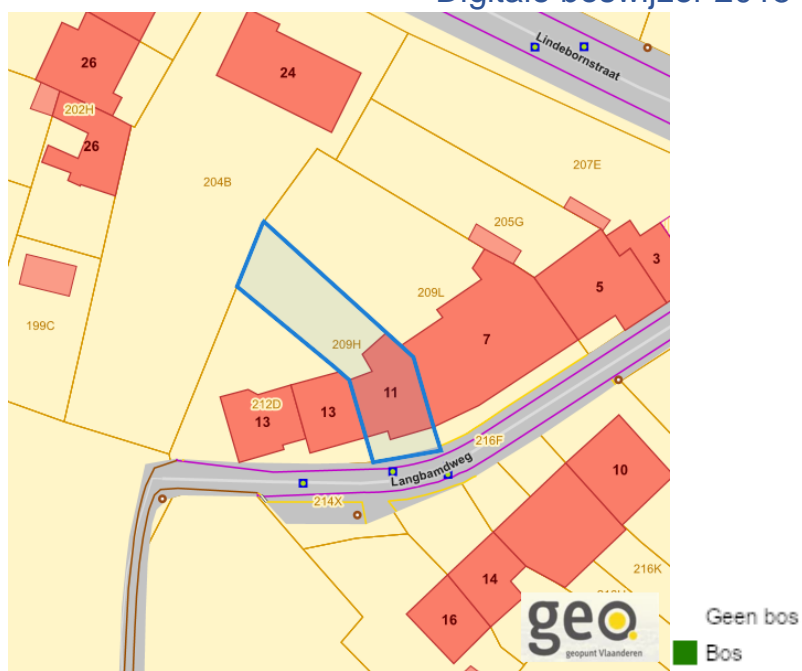 Lindebornstraat
26
24
202H
26
207E
204B
205G
3
5
209L
199C
7
209H
11
212D
13
13
216F
Langbamdweg
10
214X
216K
14
16
geo.
geopunt Vlaanderen
Geen bos
Bos